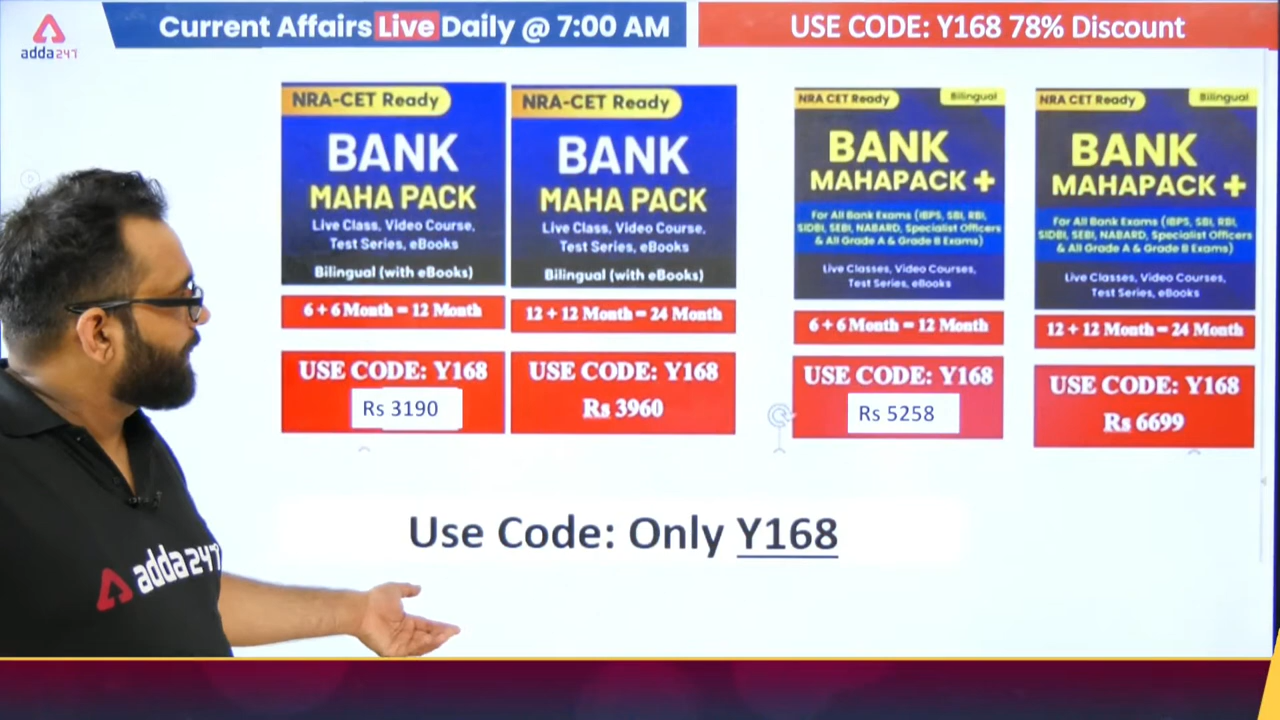 adda247
Current Affairs Live Daily @ 7:00 AM
USE CODE: Y168 78% Discount
NRA-CET Ready
BANK
MAHA PACK
Live Class, Video Course,
Test Series, eBooks
Bilingual (with eBooks)
6 + 6 Month = 12 Month
USE CODE: Y168
Rs 3190
NRA-CET Ready
BANK
MAHA PACK
Live Class, Video Course,
Test Series, eBooks
Bilingual (with eBooks)
12 + 12 Month = 24 Month
USE CODE: Y168
Rs 3960
NRA CET Ready
Bilingual
BANK
MAHAPACK +
For All Bank Exams (IBPS, SBI, RBI,
SIDBI, SEBI, NABARD, Specialist Officers
& All Grade A & Grade B Exams)
Live Classes, Video Courses,
Test Series, eBooks
6 + 6 Month = 12 Month
USE CODE: Y168
Rs 5258
NRA CET Ready
Bilingual
BANK
MAHAPACK +
For All Bank Exams (IBPS, SBI, RBI,
SIDBI, SEBI, NABARD, Specialist Officers
& All Grade A & Grade B Exams)
Live Classes, Video Courses,
Test Series, eBooks
12 + 12 Month = 24 Month
USE CODE: Y168
Rs 6699
Use Code: Only Y168
adda247